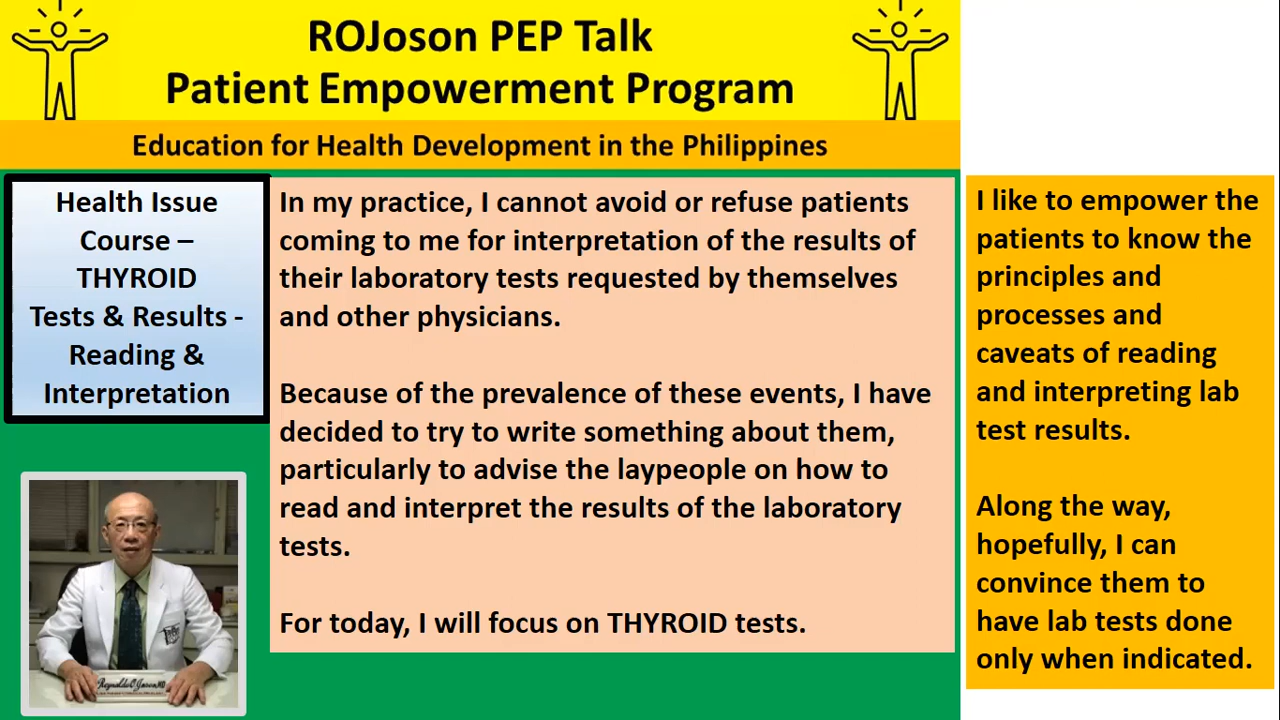 ROJoson PEP Talk
Patient Empowerment Program
Education for Health Development in the Philippines
Health Issue
Course –
THYROID
Tests & Results -
Reading &
Interpretation
In my practice, I cannot avoid or refuse patients
coming to me for interpretation of the results of
their laboratory tests requested by themselves
and other physicians.
Because of the prevalence of these events, I have
decided to try to write something about them,
particularly to advise the laypeople on how to
read and interpret the results of the laboratory
tests.
For today, I will focus on THYROID tests.
I like to empower the
patients to know the
principles and
processes and
caveats of reading
and interpreting lab
test results.
Along the way,
hopefully, I can
convince them to
have lab tests done
only when indicated.
Reynaldo O. Joson, MD